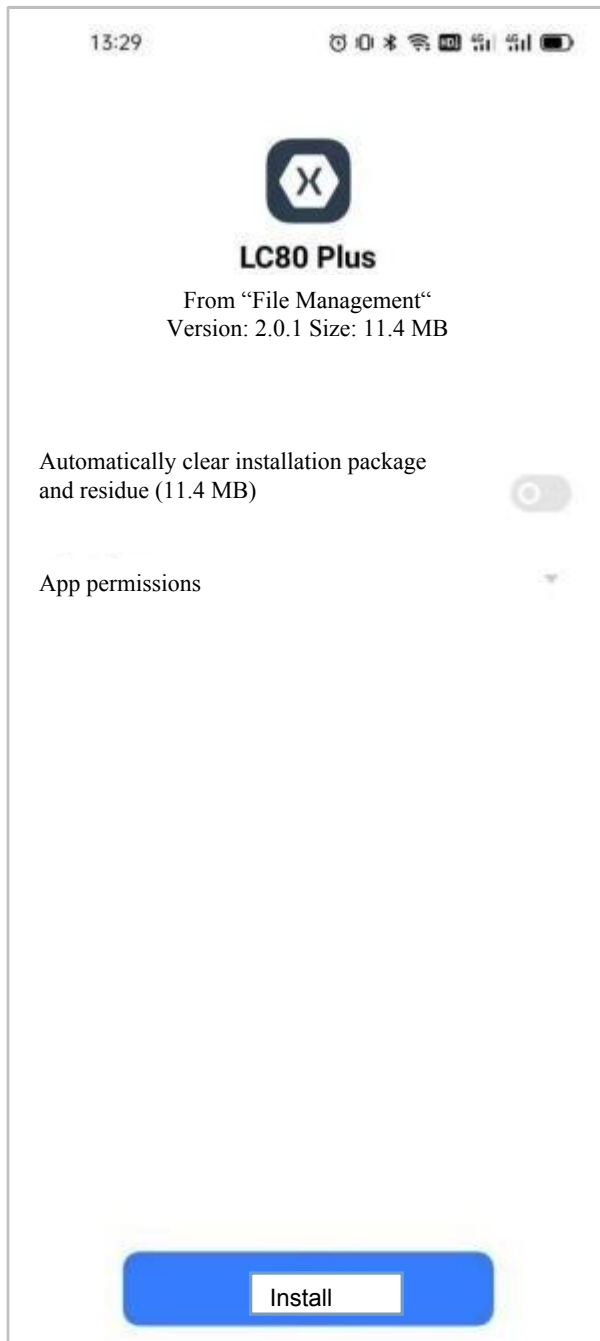 13:29
LC80 Plus
From “File Management“
Version: 2.0.1 Size: 11.4 MB
Automatically clear installation package
and residue (11.4 MB)
App permissions
Install